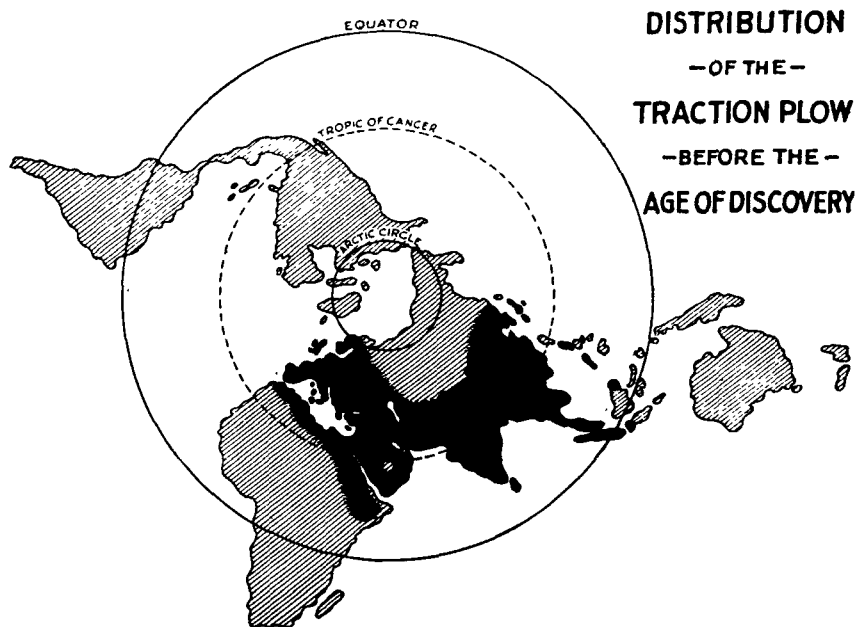 DISTRIBUTION
—OF THE—
TRACTION PLOW
—BEFORE THE—
AGE OF DISCOVERY
EQUATOR
TROPIC OF CANCER
ARCTIC CIRCLE